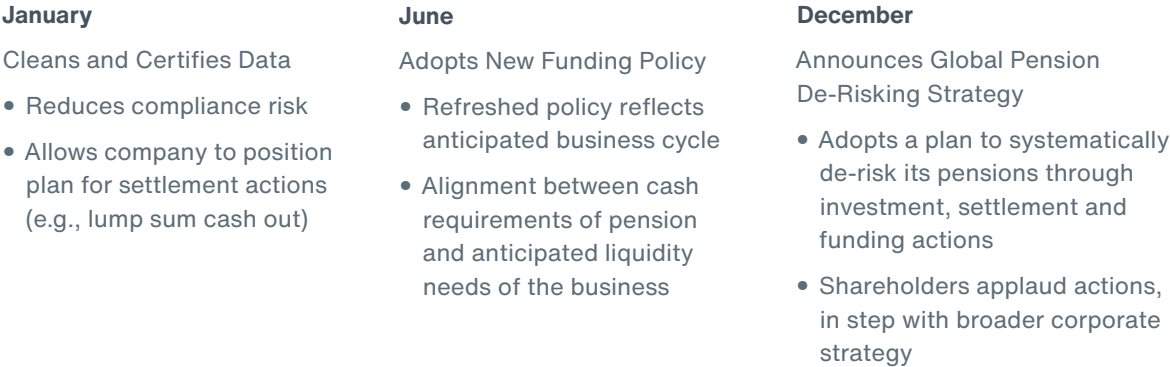 January
Cleans and Certifies Data
• Reduces compliance risk
• Allows company to position
plan for settlement actions
(e.g., lump sum cash out)
June
Adopts New Funding Policy
• Refreshed policy reflects
anticipated business cycle
• Alignment between cash
requirements of pension
and anticipated liquidity
needs of the business
December
Announces Global Pension
De-Risking Strategy
• Adopts a plan to systematically
de-risk its pensions through
investment, settlement and
funding actions
• Shareholders applaud actions,
in step with broader corporate
strategy